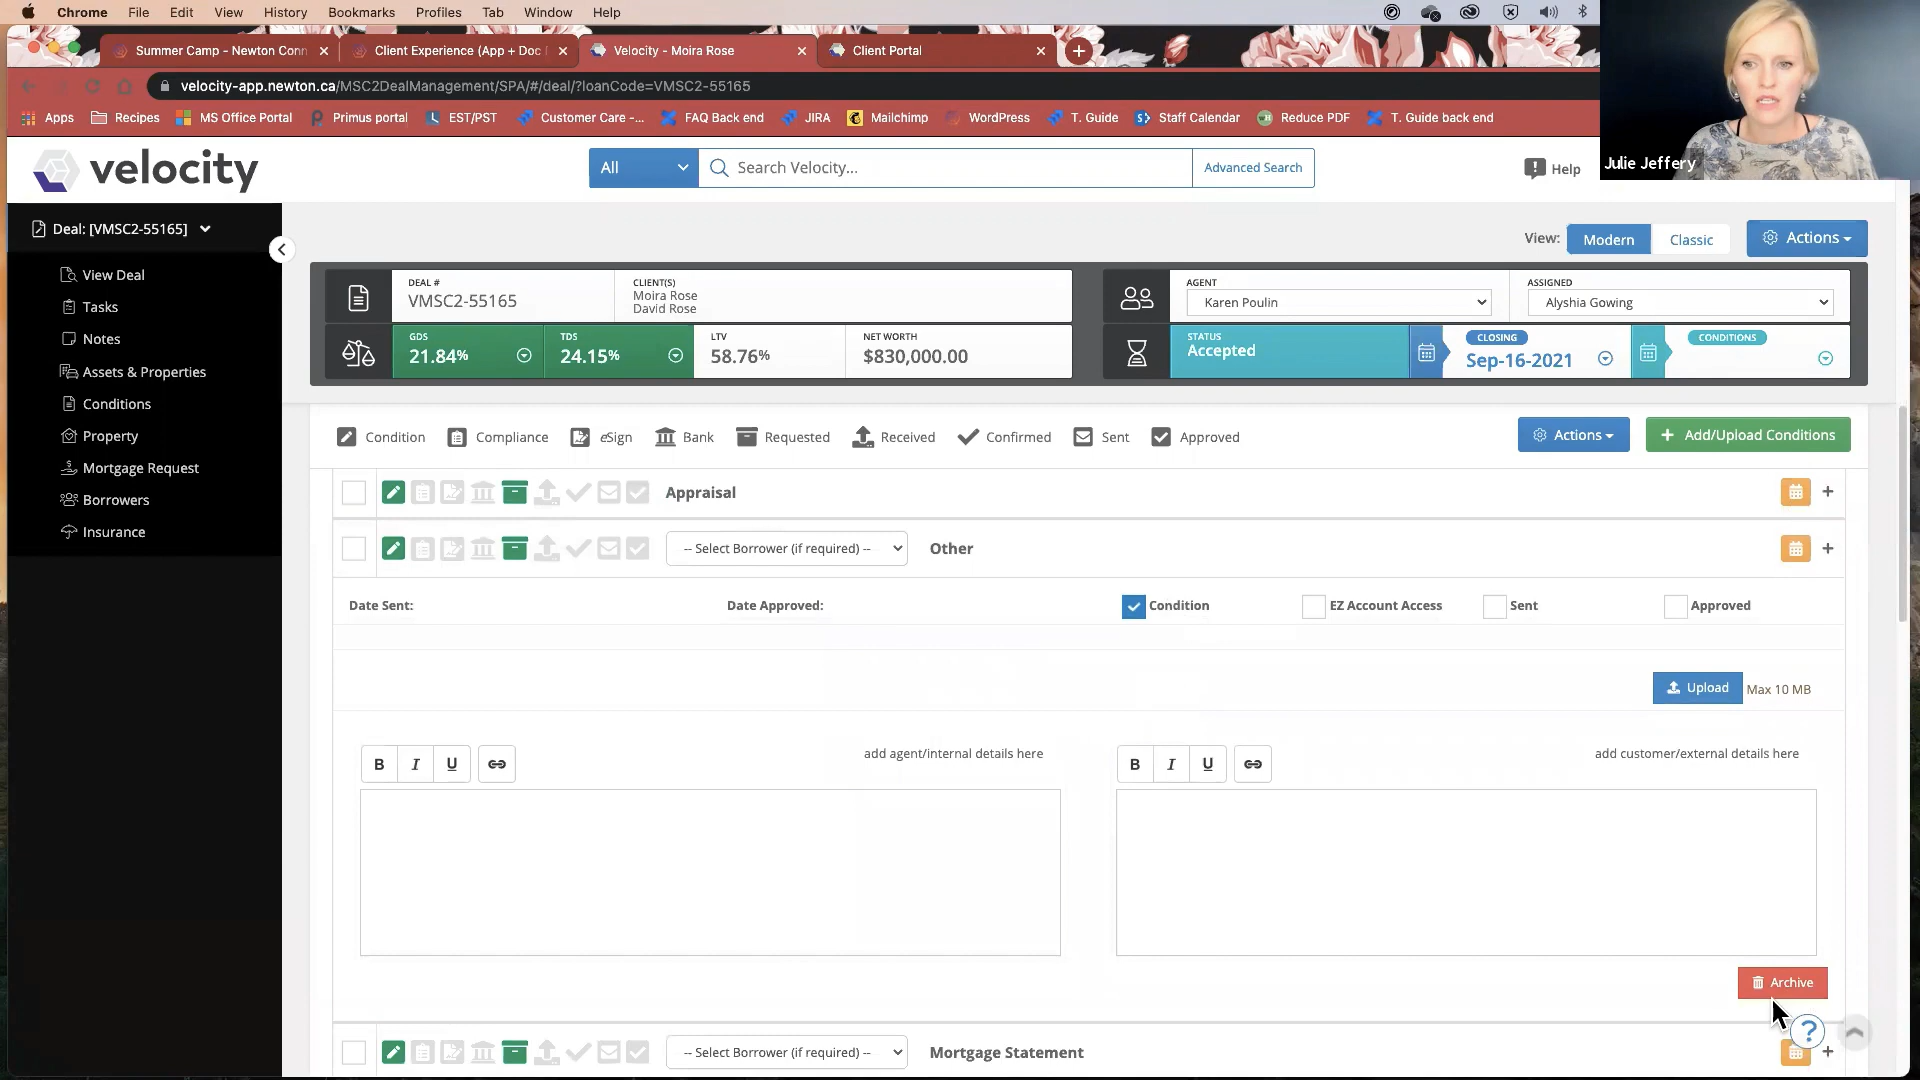 Chrome File Edit View History Bookmarks Profiles Tab Window Help
Summer Camp - Newton Conn
Client Experience (App + Doc
Velocity - Moira Rose
Client Portal
velocity-app.newton.ca/MSC2DealManagement/SPA/#/deal/?loanCode=VMSC2-55165
Apps Recipes MS Office Portal Primus portal EST/PST Customer Care -... FAQ Back end JIRA Mailchimp WordPress T. Guide Staff Calendar Reduce PDF T. Guide back end
Julie Jeffery
velocity
All
Search Velocity...
Advanced Search
Help
Deal: [VMSC2-55165]
View Deal
Tasks
Notes
Assets & Properties
Conditions
Property
Mortgage Request
Borrowers
Insurance
View: Modern Classic
Actions
DEAL #
VMSC2-55165
CLIENT(S)
Moira Rose
David Rose
AGENT
Karen Poulin
ASSIGNED
Alyshia Gowing
GDS
21.84%
TDS
24.15%
LTV
58.76%
NET WORTH
$830,000.00
STATUS
Accepted
CLOSING
Sep-16-2021
CONDITIONS
Condition Compliance eSign Bank Requested Received Confirmed Sent Approved
Actions
+ Add/Upload Conditions
Appraisal +
-- Select Borrower (if required) -- Other +
Date Sent: Date Approved: Condition EZ Account Access Sent Approved
Upload Max 10 MB
B I U add agent/internal details here
B I U add customer/external details here
Archive
?
-- Select Borrower (if required) -- Mortgage Statement +